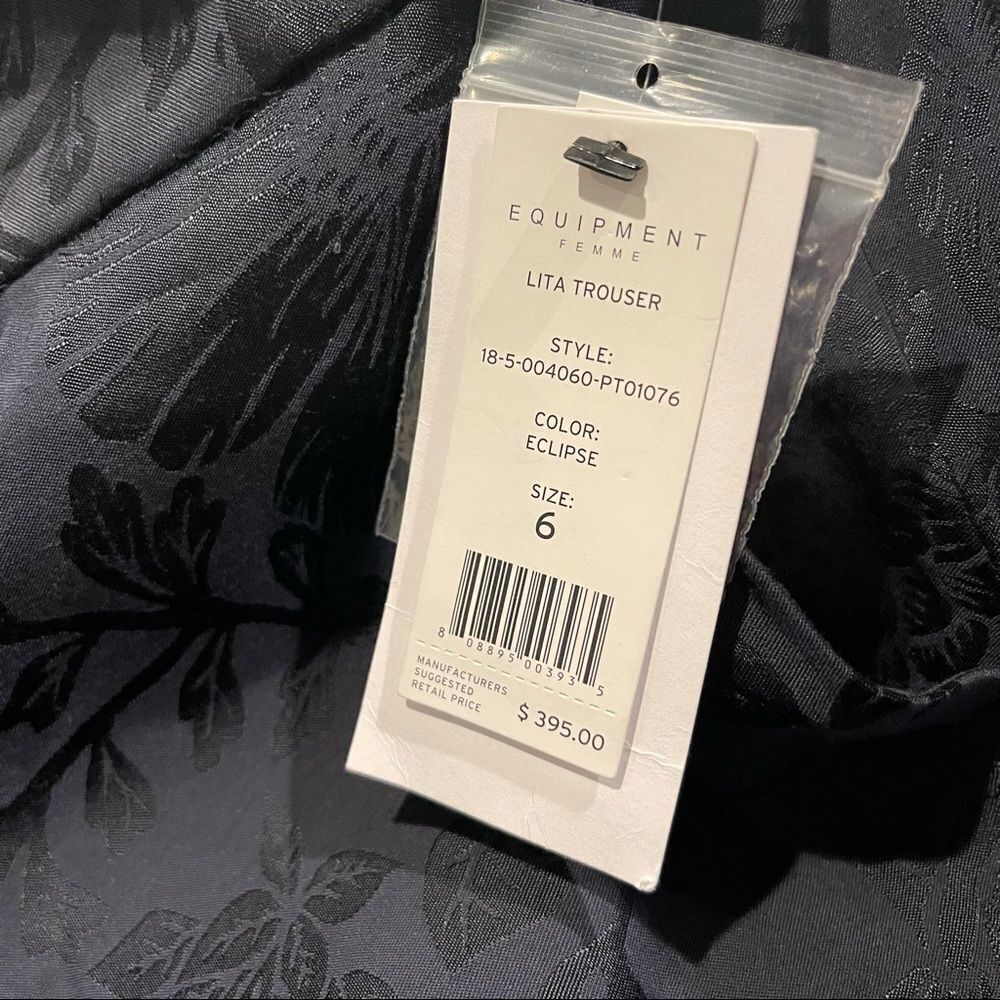 EQUIPMENT
FEMME
LITA TROUSER
STYLE:
18-5-004060-PT01076
COLOR:
ECLIPSE
SIZE:
6
8 08895 00393 5
MANUFACTURERS
SUGGESTED
RETAIL PRICE
$ 395.00